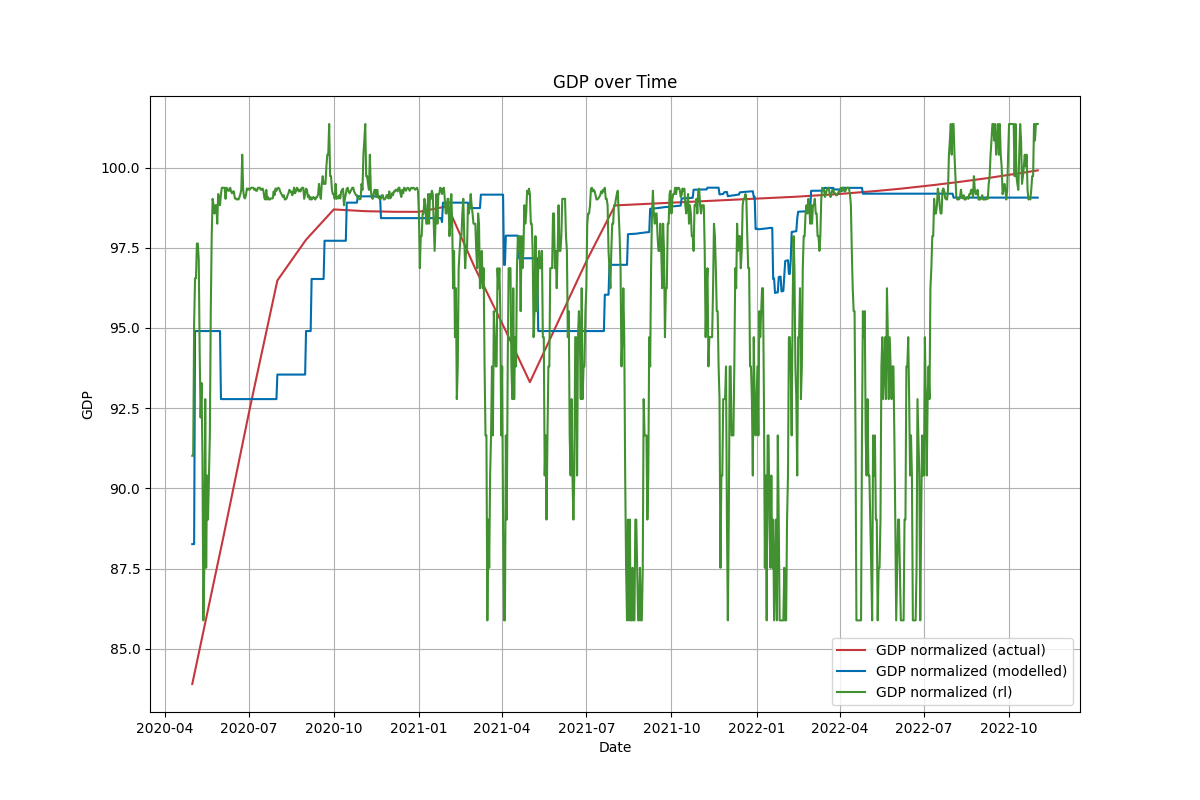 GDP over Time
100.0
97.5
95.0
92.5
90.0
87.5
85.0
GDP
2020-04 2020-07 2020-10 2021-01 2021-04 2021-07 2021-10 2022-01 2022-04 2022-07 2022-10
Date
GDP normalized (actual)
GDP normalized (modelled)
GDP normalized (rl)